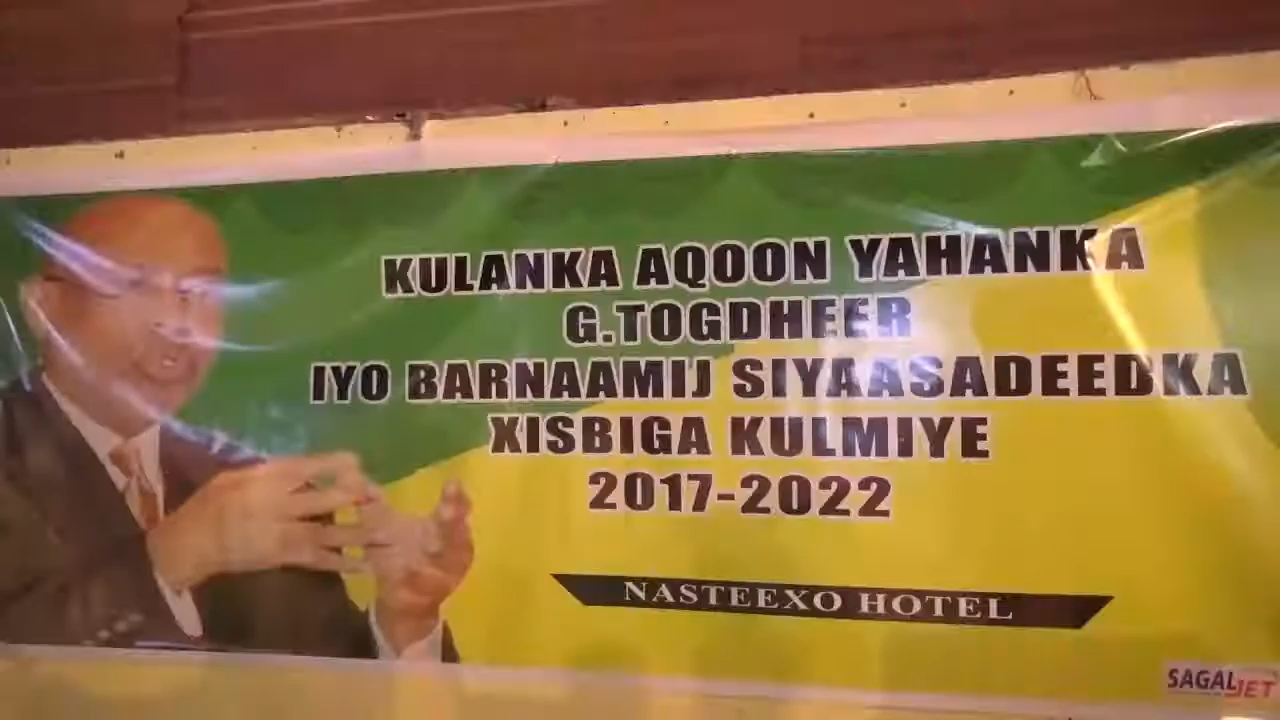 KULANKA AQOON YAHANKA
G.TOGDHEER
IYO BARNAAMIJ SIYAASADEEDKA
XISBIGA KULMIYE
2017-2022
NASTEEXO HOTEL
SAGALJET